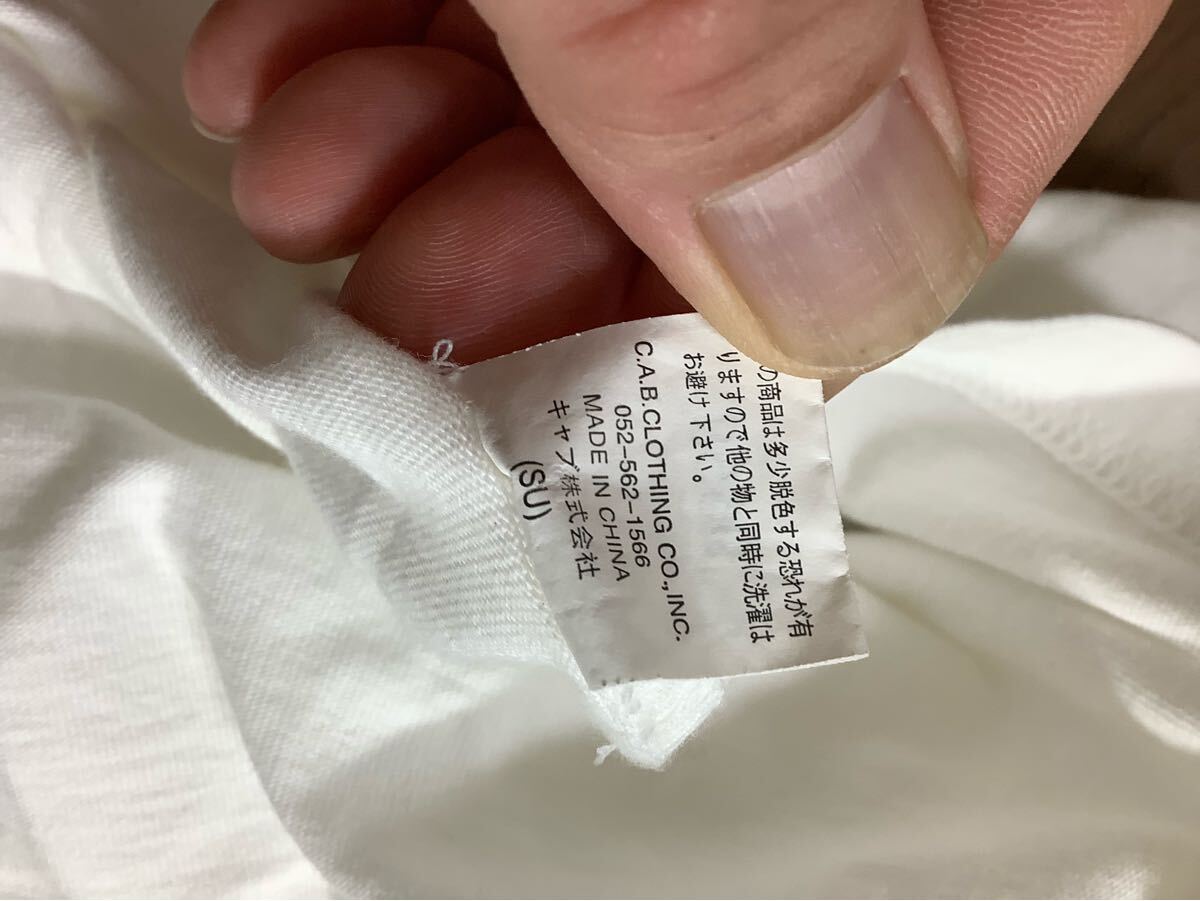 の商品は多少脱色する恐れが有
りますので他の物と同時に洗濯は
お避け下さい。
C.A.B.CLOTHING CO.,INC.
052-562-1566
MADE IN CHINA
キャブ株式会社
(SU)